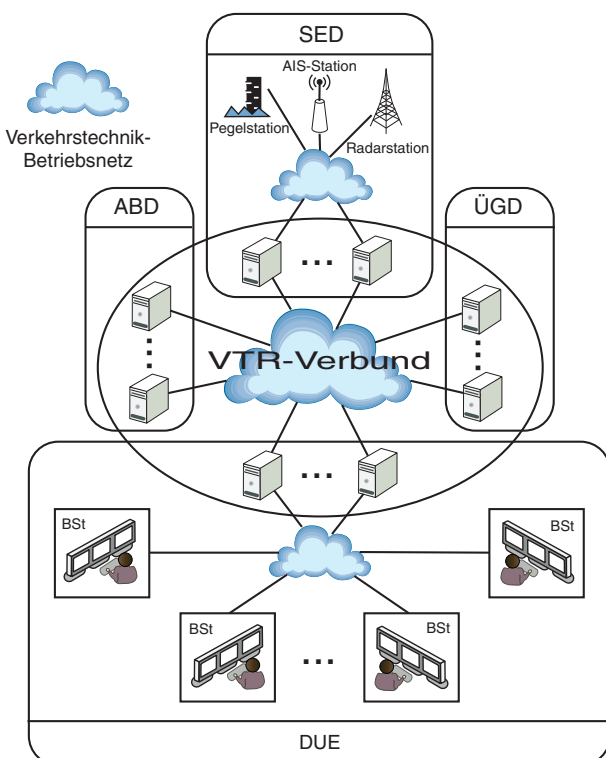 SED
AIS-Station
Pegelstation
Radarstation
Verkehrstechnik-
Betriebsnetz
ABD
ÜGD
VTR-Verbund
BSt
BSt
BSt
BSt
DUE